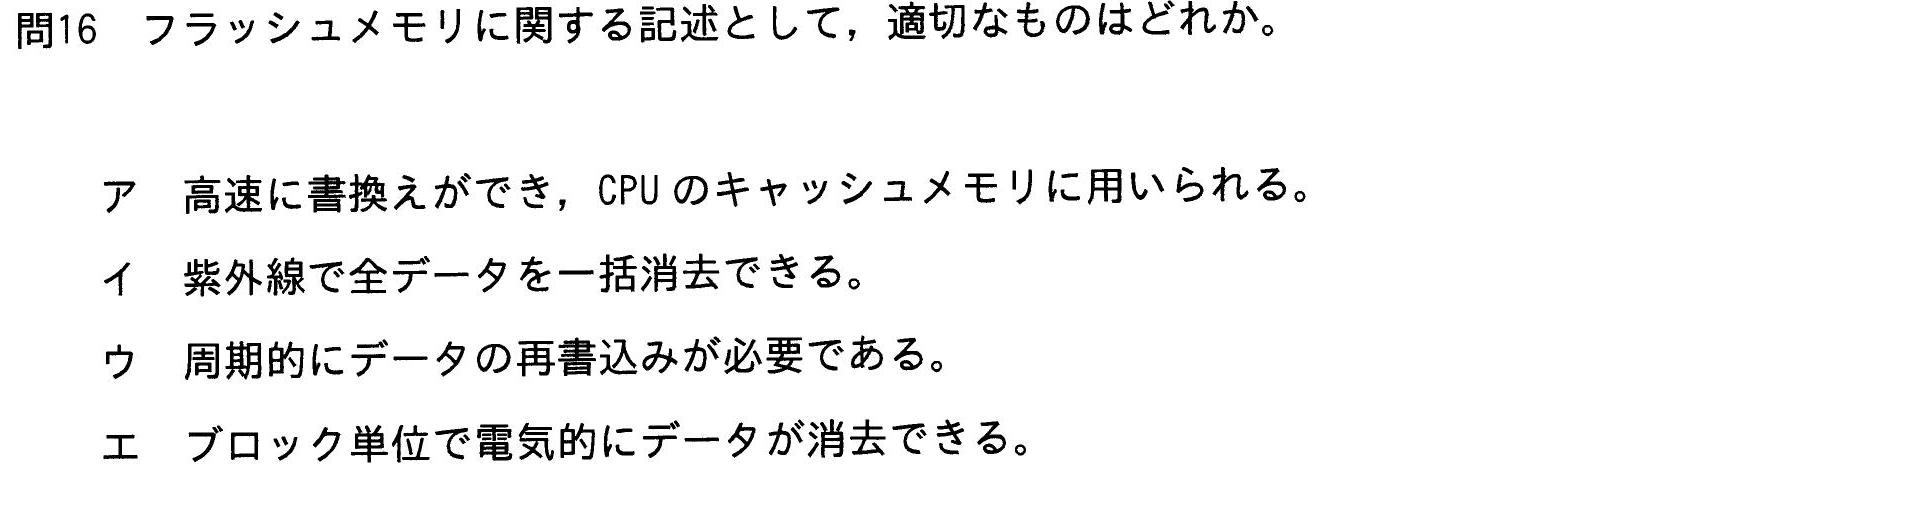 問16 フラッシュメモリに関する記述として，適切なものはどれか。
ア 高速に書換えができ，CPU のキャッシュメモリに用いられる。
イ 紫外線で全データを一括消去できる。
ウ 周期的にデータの再書込みが必要である。
エ ブロック単位で電気的にデータが消去できる。